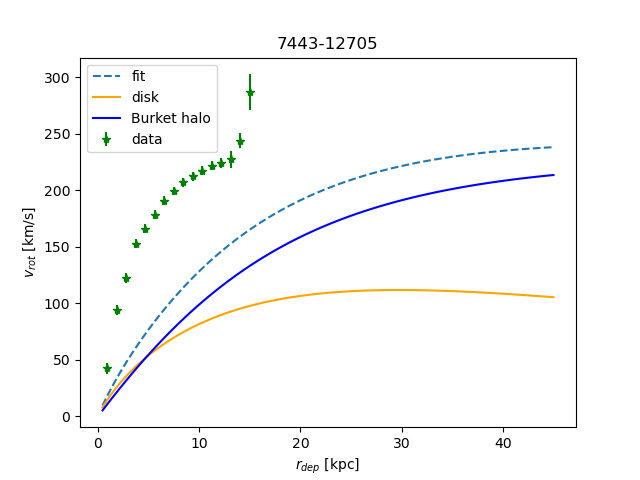 7443-12705
fit
disk
Burket halo
data
300
250
200
150
100
50
0
v_rot [km/s]
0 10 20 30 40
r_dep [kpc]